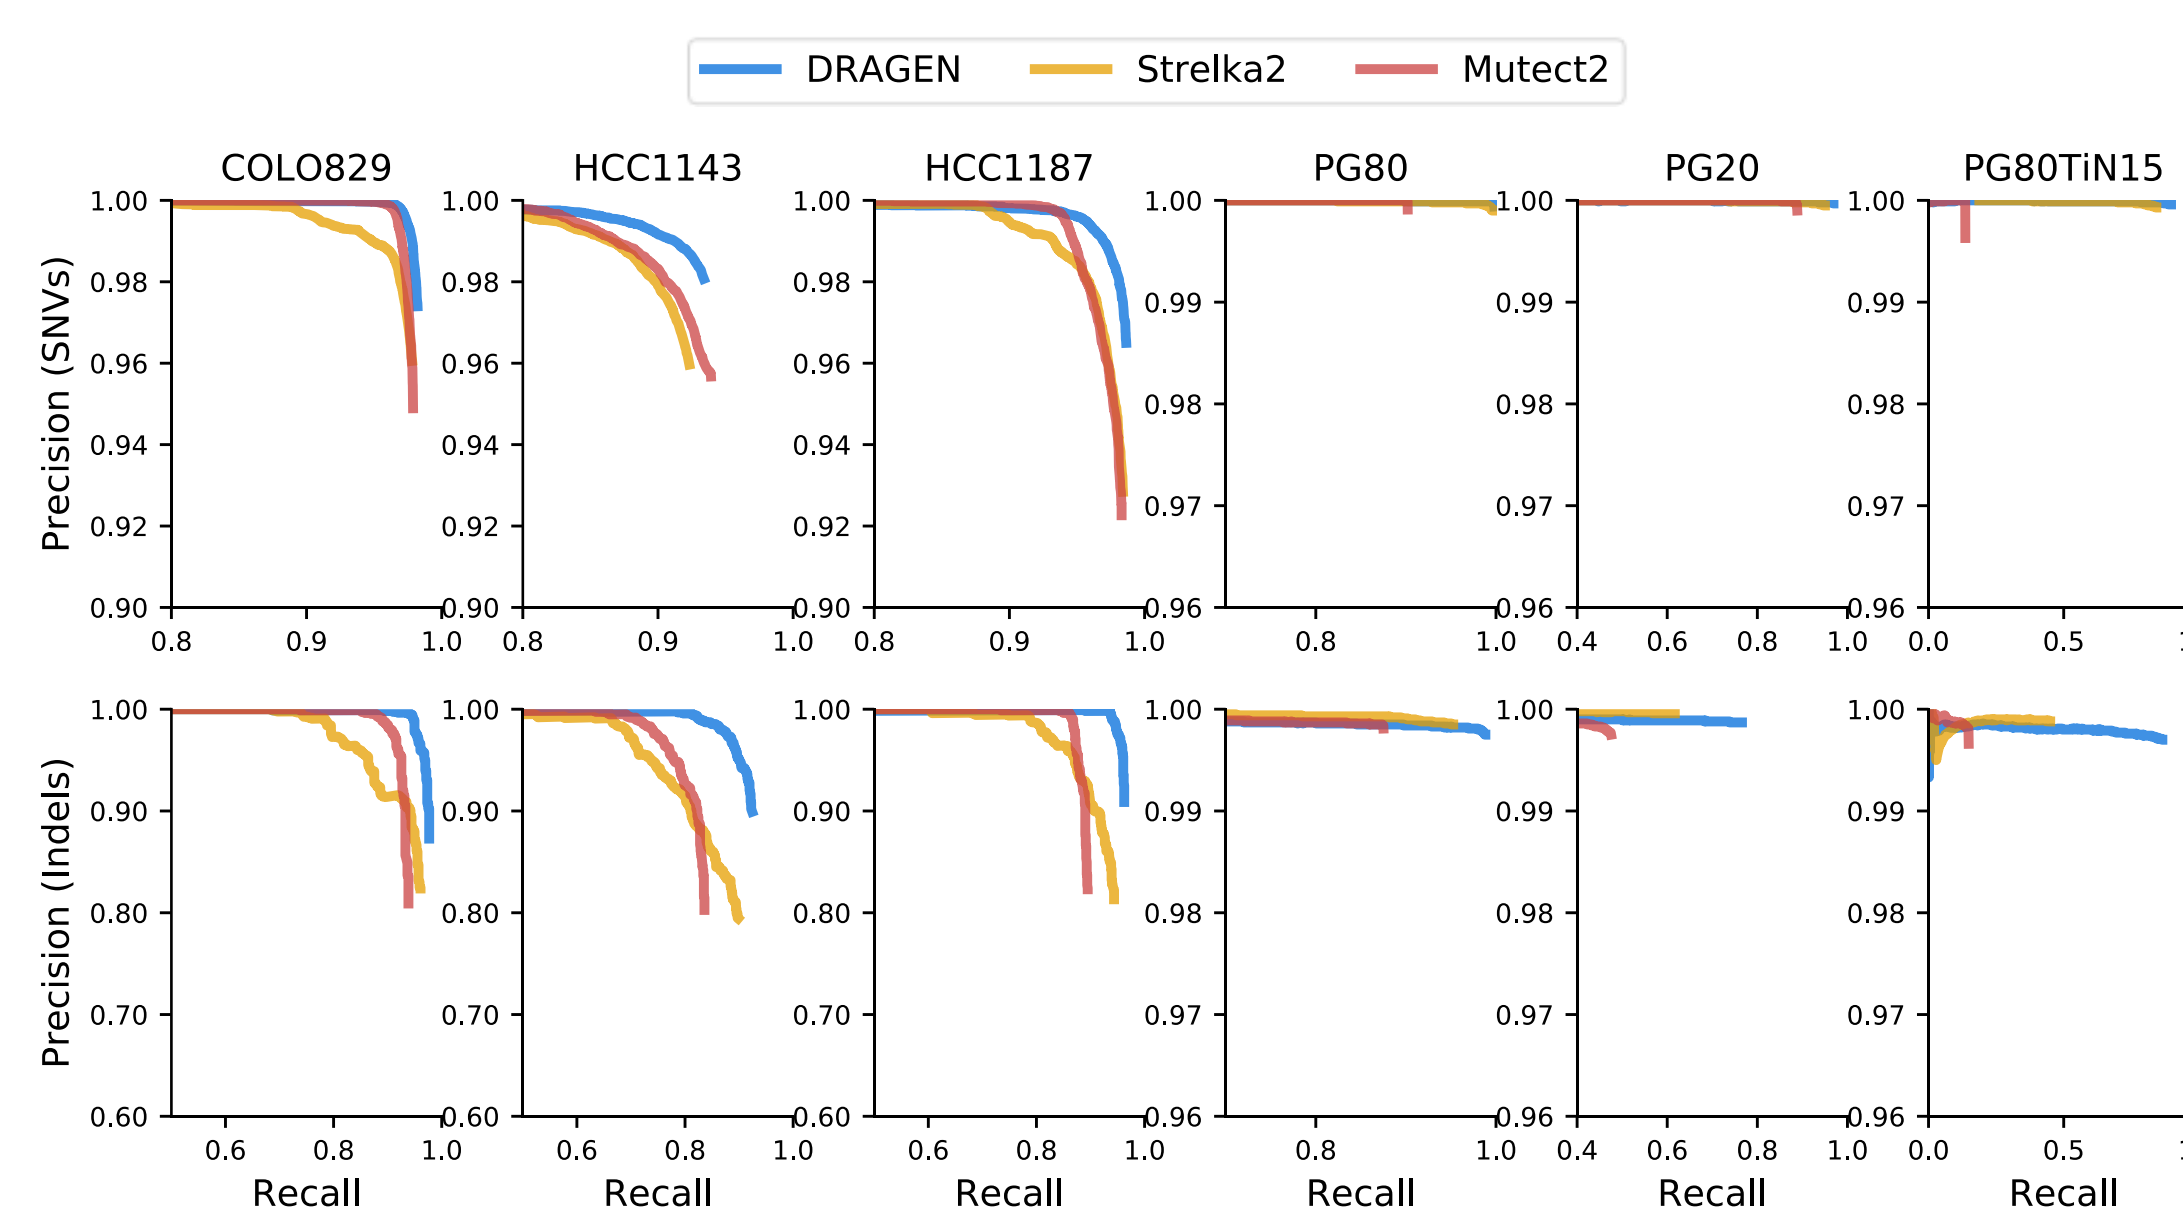 DRAGEN Strelka2 Mutect2
COLO829 HCC1143 HCC1187 PG80 PG20 PG80TiN15
Precision (SNVs)
1.00 0.98 0.96 0.94 0.92 0.90
0.8 0.9 1.0
1.00 0.98 0.96 0.94 0.92 0.90
0.8 0.9 1.0
1.00 0.98 0.96 0.94 0.92 0.90
0.8 0.9 1.0
1.00 0.99 0.98 0.97 0.96
0.8 1.0
1.00 0.99 0.98 0.97 0.96
0.4 0.6 0.8 1.0
1.00 0.99 0.98 0.97 0.96
0.0 0.5
Precision (Indels)
1.00 0.90 0.80 0.70 0.60
0.6 0.8 1.0
1.00 0.90 0.80 0.70 0.60
0.6 0.8 1.0
1.00 0.90 0.80 0.70 0.60
0.6 0.8 1.0
1.00 0.99 0.98 0.97 0.96
0.8 1.0
1.00 0.99 0.98 0.97 0.96
0.4 0.6 0.8 1.0
1.00 0.99 0.98 0.97 0.96
0.0 0.5
Recall Recall Recall Recall Recall Recall